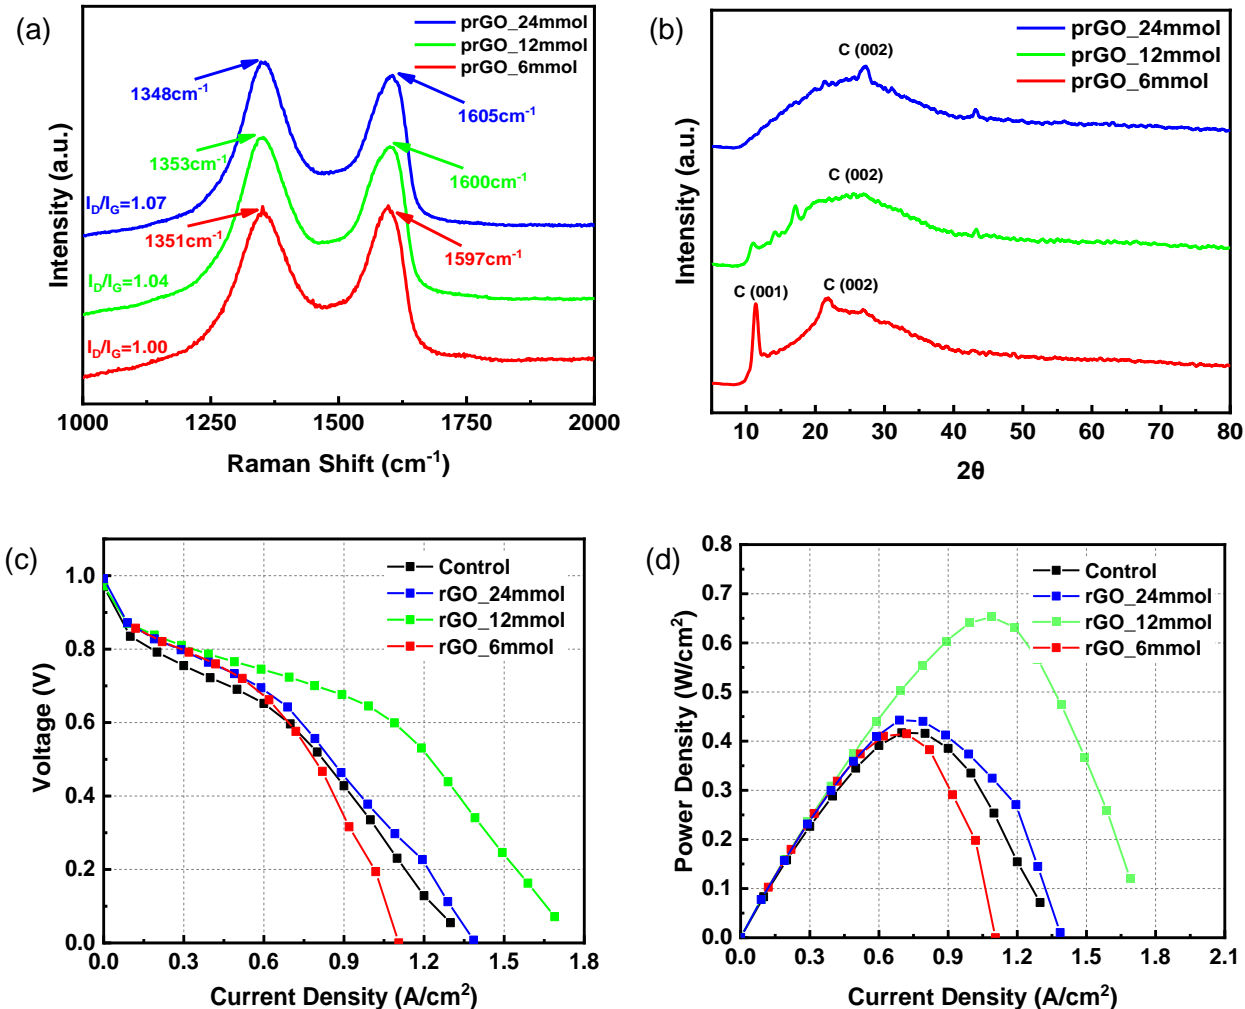 (a)
prGO_24mmol
prGO_12mmol
prGO_6mmol
1348cm⁻¹
1605cm⁻¹
1353cm⁻¹
1600cm⁻¹
I_D/I_G=1.07
1351cm⁻¹
1597cm⁻¹
I_D/I_G=1.04
I_D/I_G=1.00
Intensity (a.u.)
1000 1250 1500 1750 2000
Raman Shift (cm⁻¹)
(b)
prGO_24mmol
prGO_12mmol
prGO_6mmol
C (002)
C (002)
C (001)
C (002)
Intensity (a.u.)
10 20 30 40 50 60 70 80
2θ
(c)
Control
rGO_24mmol
rGO_12mmol
rGO_6mmol
Voltage (V)
1.0
0.8
0.6
0.4
0.2
0.0
0.0 0.3 0.6 0.9 1.2 1.5 1.8
Current Density (A/cm²)
(d)
Control
rGO_24mmol
rGO_12mmol
rGO_6mmol
Power Density (W/cm²)
0.8
0.7
0.6
0.5
0.4
0.3
0.2
0.1
0.0
0.0 0.3 0.6 0.9 1.2 1.5 1.8 2.1
Current Density (A/cm²)